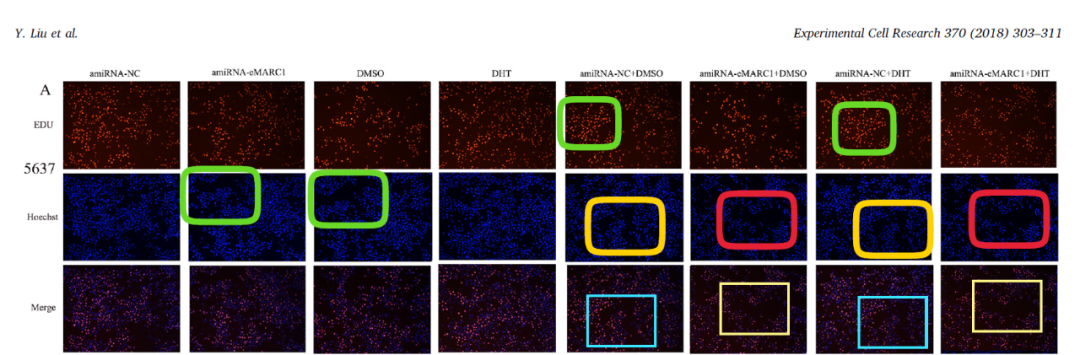 Y. Liu et al.
Experimental Cell Research 370 (2018) 303–311
amiRNA-NC amiRNA-eMARC1 DMSO DHT amiRNA-NC+DMSO amiRNA-eMARC1+DMSO amiRNA-NC+DHT amiRNA-eMARC1+DHT
A
EDU
5637
Hoechst
Merge